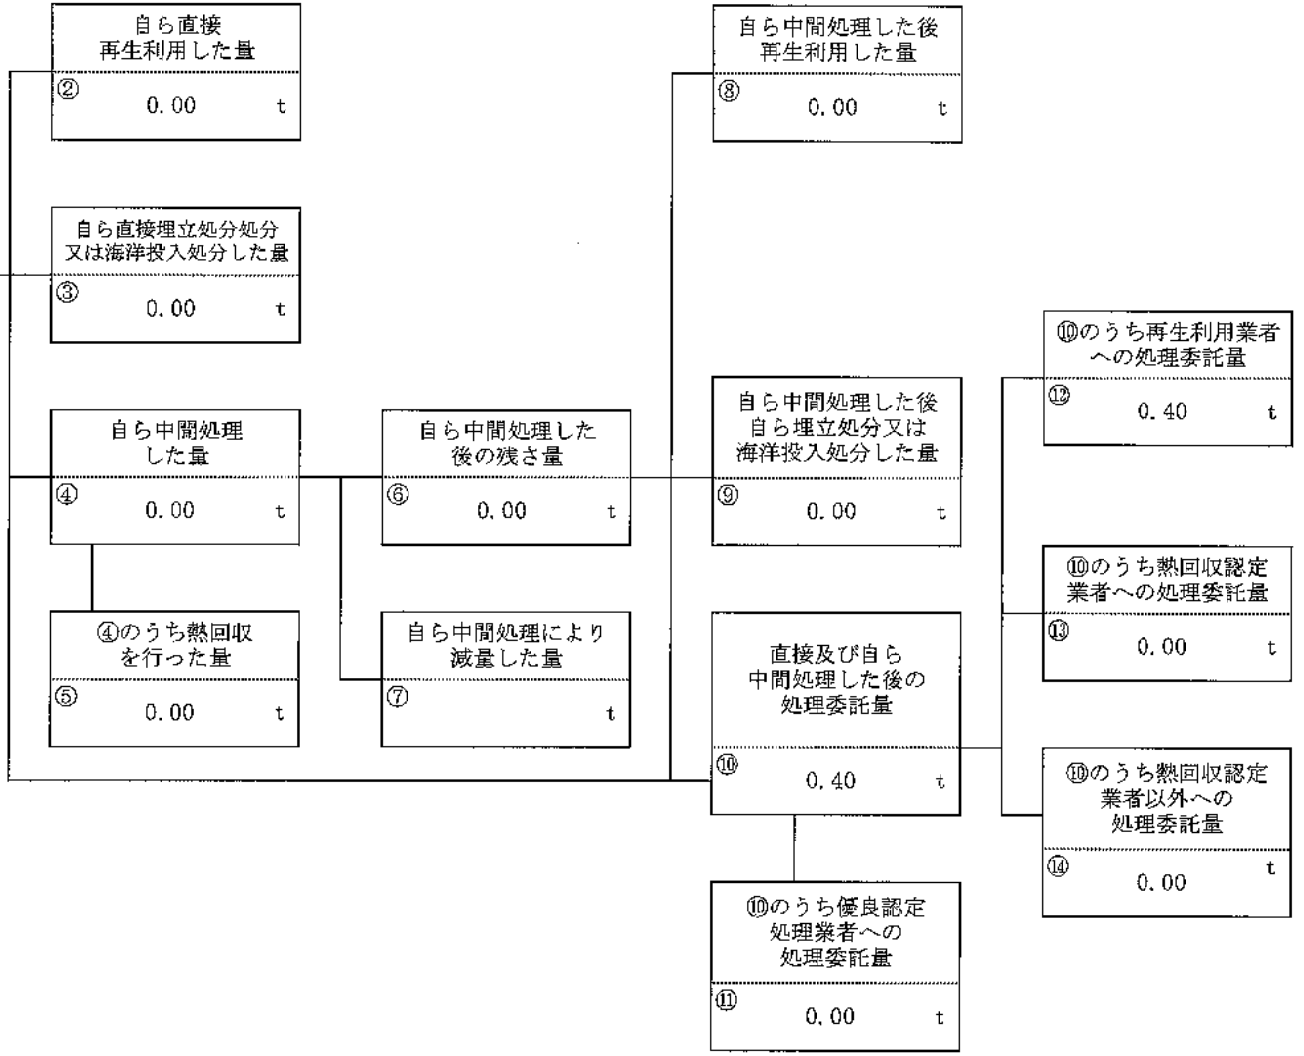 自ら直接
再生利用した量
②
0.00 t
自ら直接埋立処分処分
又は海洋投入処分した量
③
0.00 t
自ら中間処理
した量
④
0.00 t
④のうち熱回収
を行った量
⑤
0.00 t
自ら中間処理した
後の残さ量
⑥
0.00 t
自ら中間処理により
減量した量
⑦
t
自ら中間処理した後
再生利用した量
⑧
0.00 t
自ら中間処理した後
自ら埋立処分又は
海洋投入処分した量
⑨
0.00 t
直接及び自ら
中間処理した後の
処理委託量
⑩
0.40 t
⑩のうち優良認定
処理業者への
処理委託量
⑪
0.00 t
⑩のうち再生利用業者
への処理委託量
⑫
0.40 t
⑩のうち熱回収認定
業者への処理委託量
⑬
0.00 t
⑩のうち熱回収認定
業者以外への
処理委託量
⑭
0.00 t